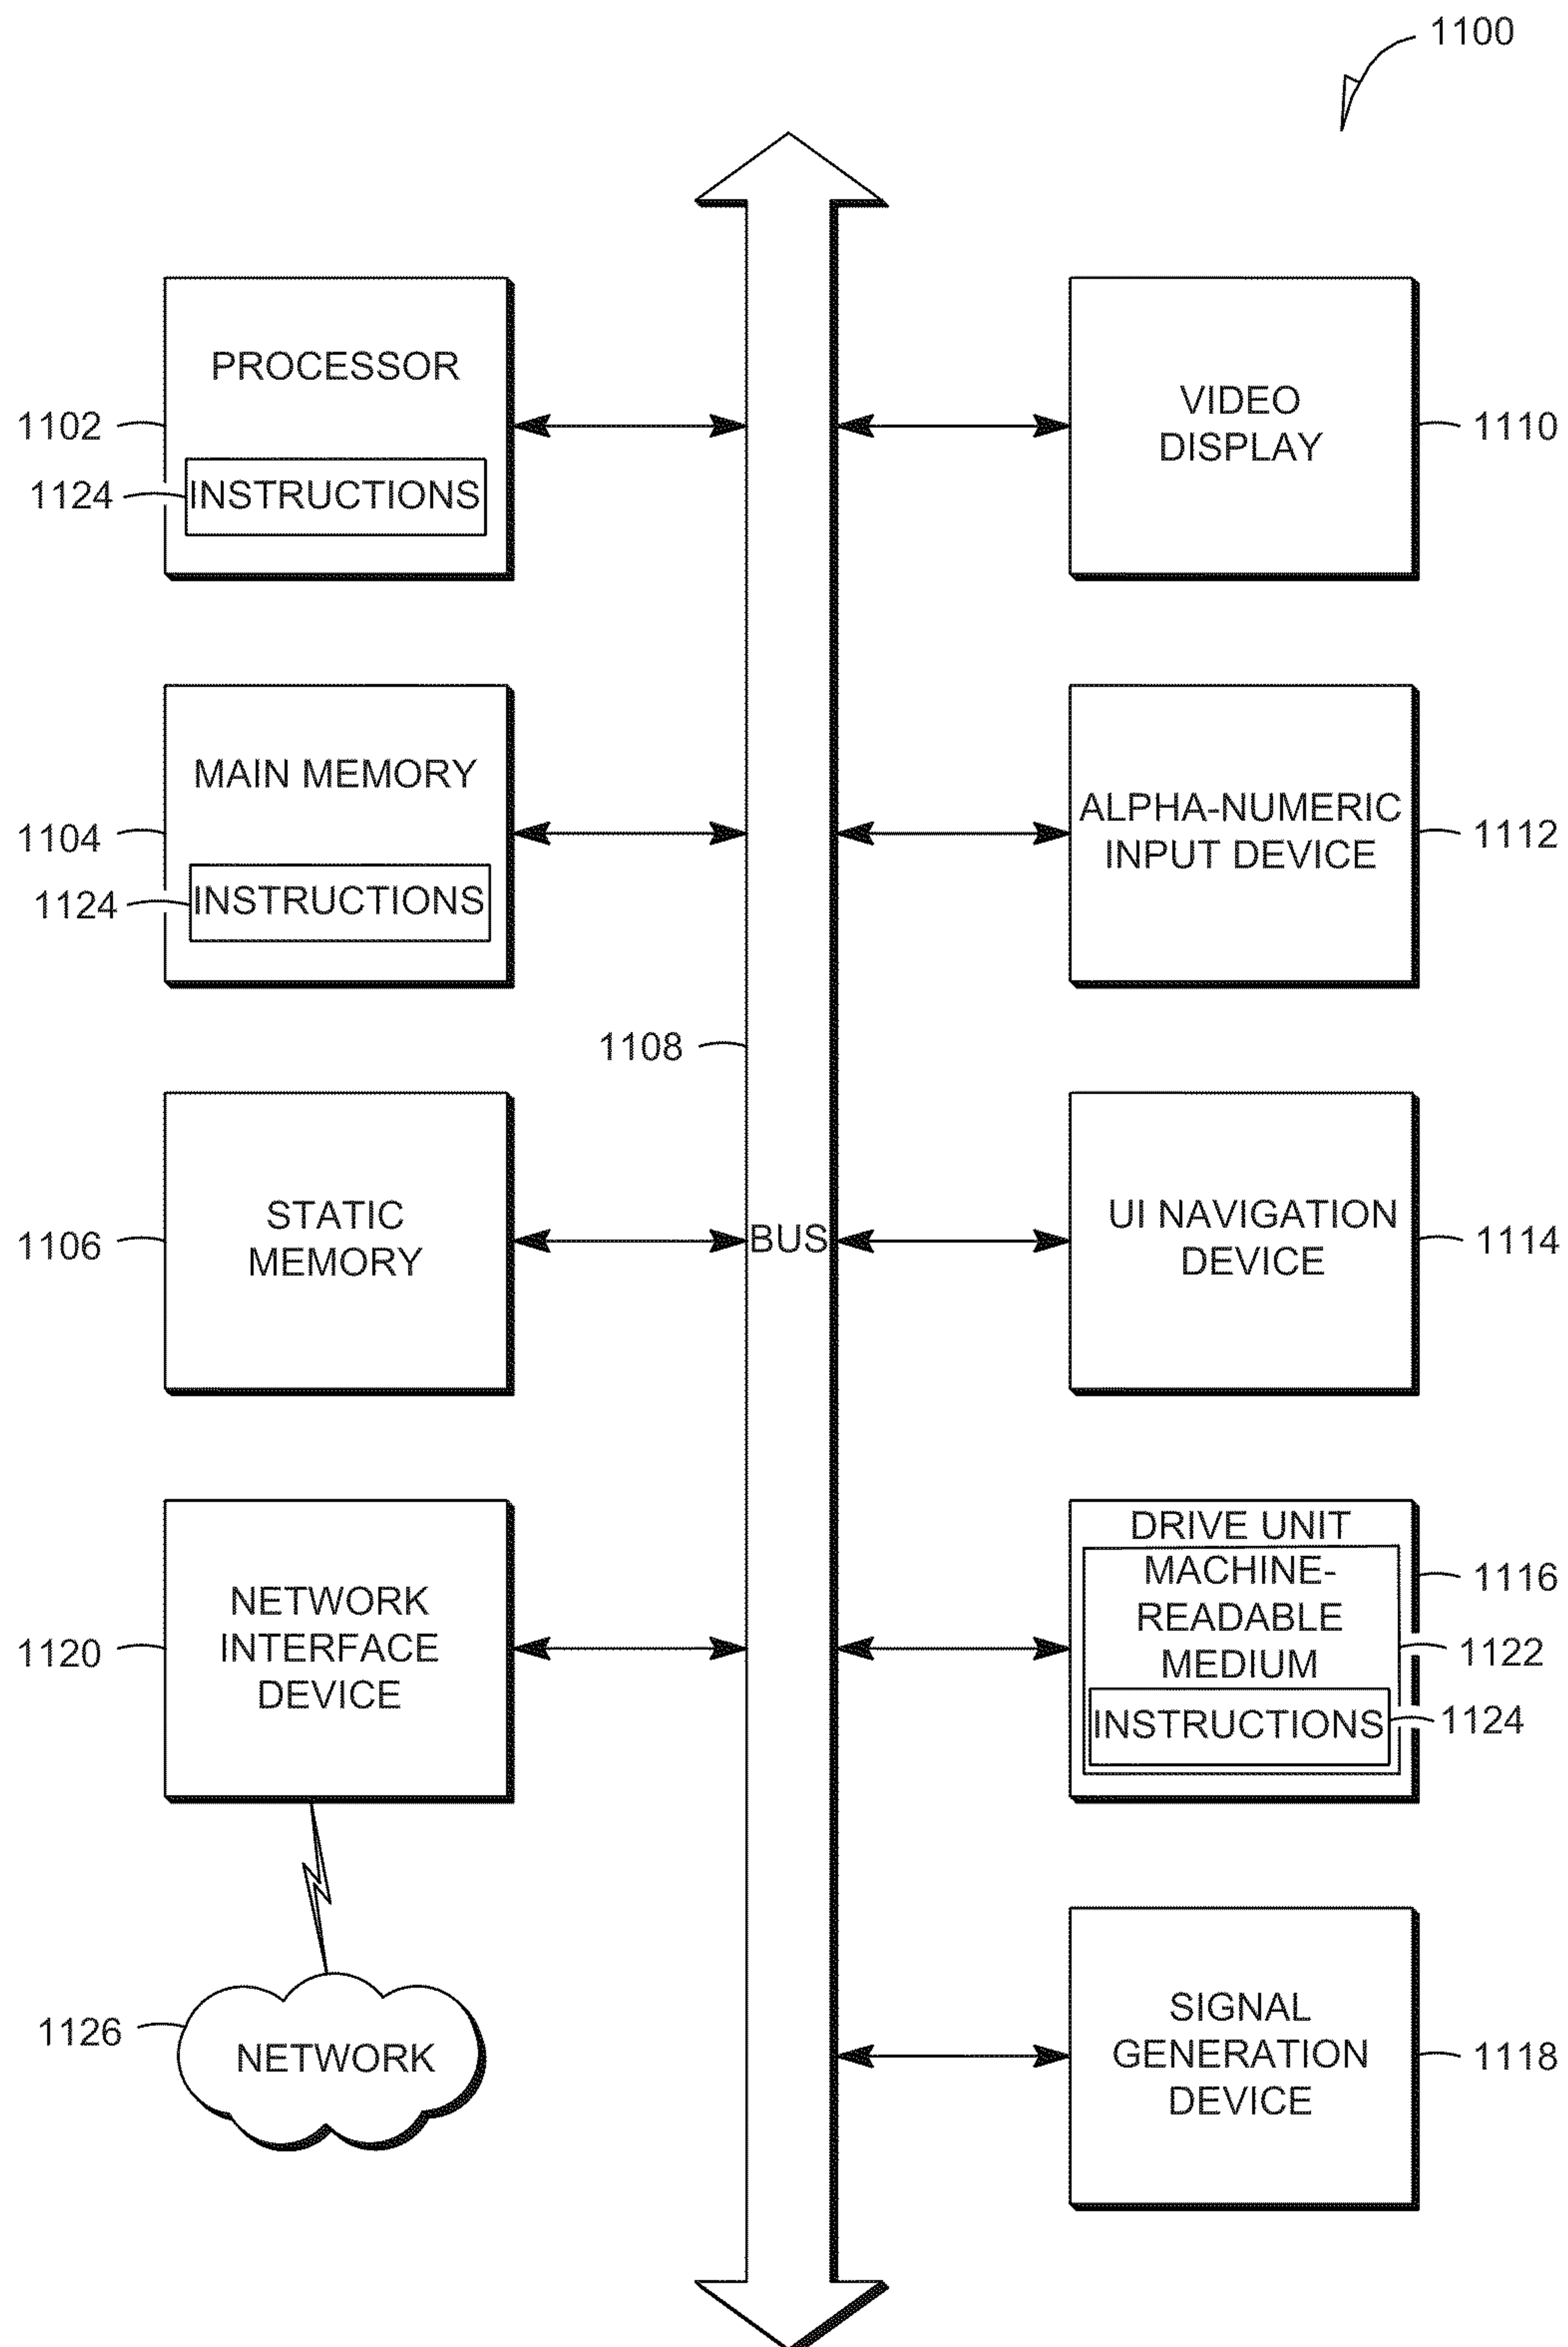 1100
PROCESSOR
1102
1124
INSTRUCTIONS
VIDEO
DISPLAY
1110
MAIN MEMORY
1104
1124
INSTRUCTIONS
ALPHA-NUMERIC
INPUT DEVICE
1112
1108
STATIC
MEMORY
1106
BUS
UI NAVIGATION
DEVICE
1114
NETWORK
INTERFACE
DEVICE
1120
DRIVE UNIT
MACHINE-
READABLE
MEDIUM
1116
1122
INSTRUCTIONS
1124
1126
NETWORK
SIGNAL
GENERATION
DEVICE
1118